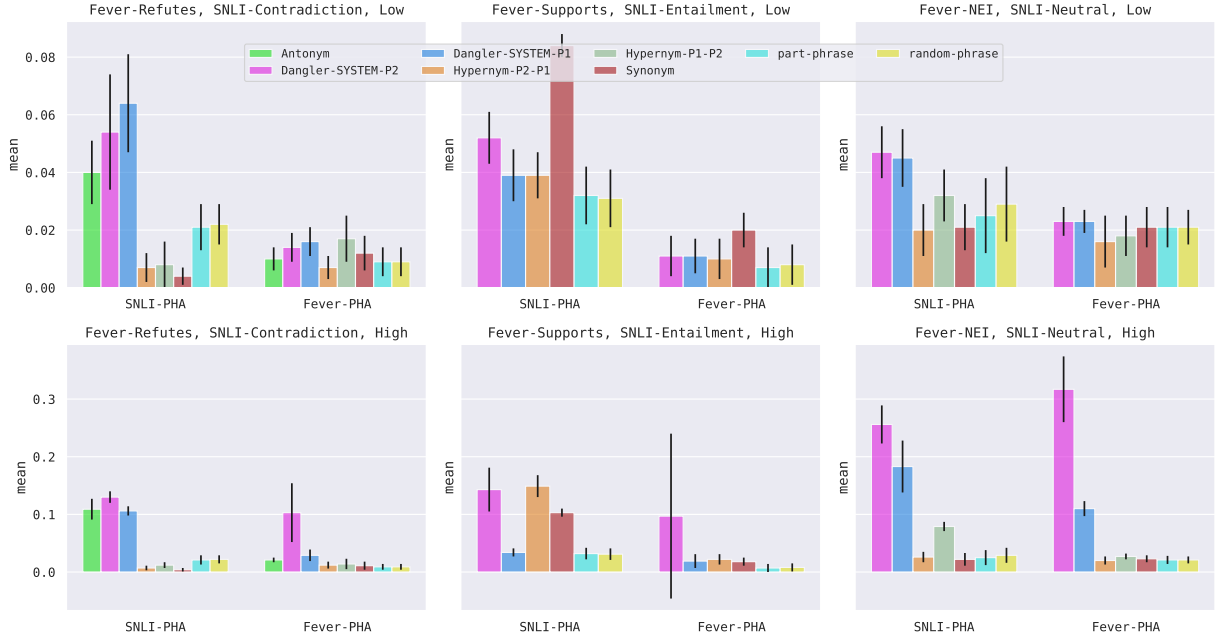 Fever-Refutes, SNLI-Contradiction, Low
Fever-Supports, SNLI-Entailment, Low
Fever-NEI, SNLI-Neutral, Low
Antonym
Dangler-SYSTEM-P2
Dangler-SYSTEM-P1
Hypernym-P2-P1
Hypernym-P1-P2
Synonym
part-phrase
random-phrase
mean
0.08
0.06
0.04
0.02
0.00
SNLI-PHA
Fever-PHA
mean
SNLI-PHA
Fever-PHA
mean
SNLI-PHA
Fever-PHA
Fever-Refutes, SNLI-Contradiction, High
Fever-Supports, SNLI-Entailment, High
Fever-NEI, SNLI-Neutral, High
mean
0.3
0.2
0.1
0.0
SNLI-PHA
Fever-PHA
mean
SNLI-PHA
Fever-PHA
mean
SNLI-PHA
Fever-PHA